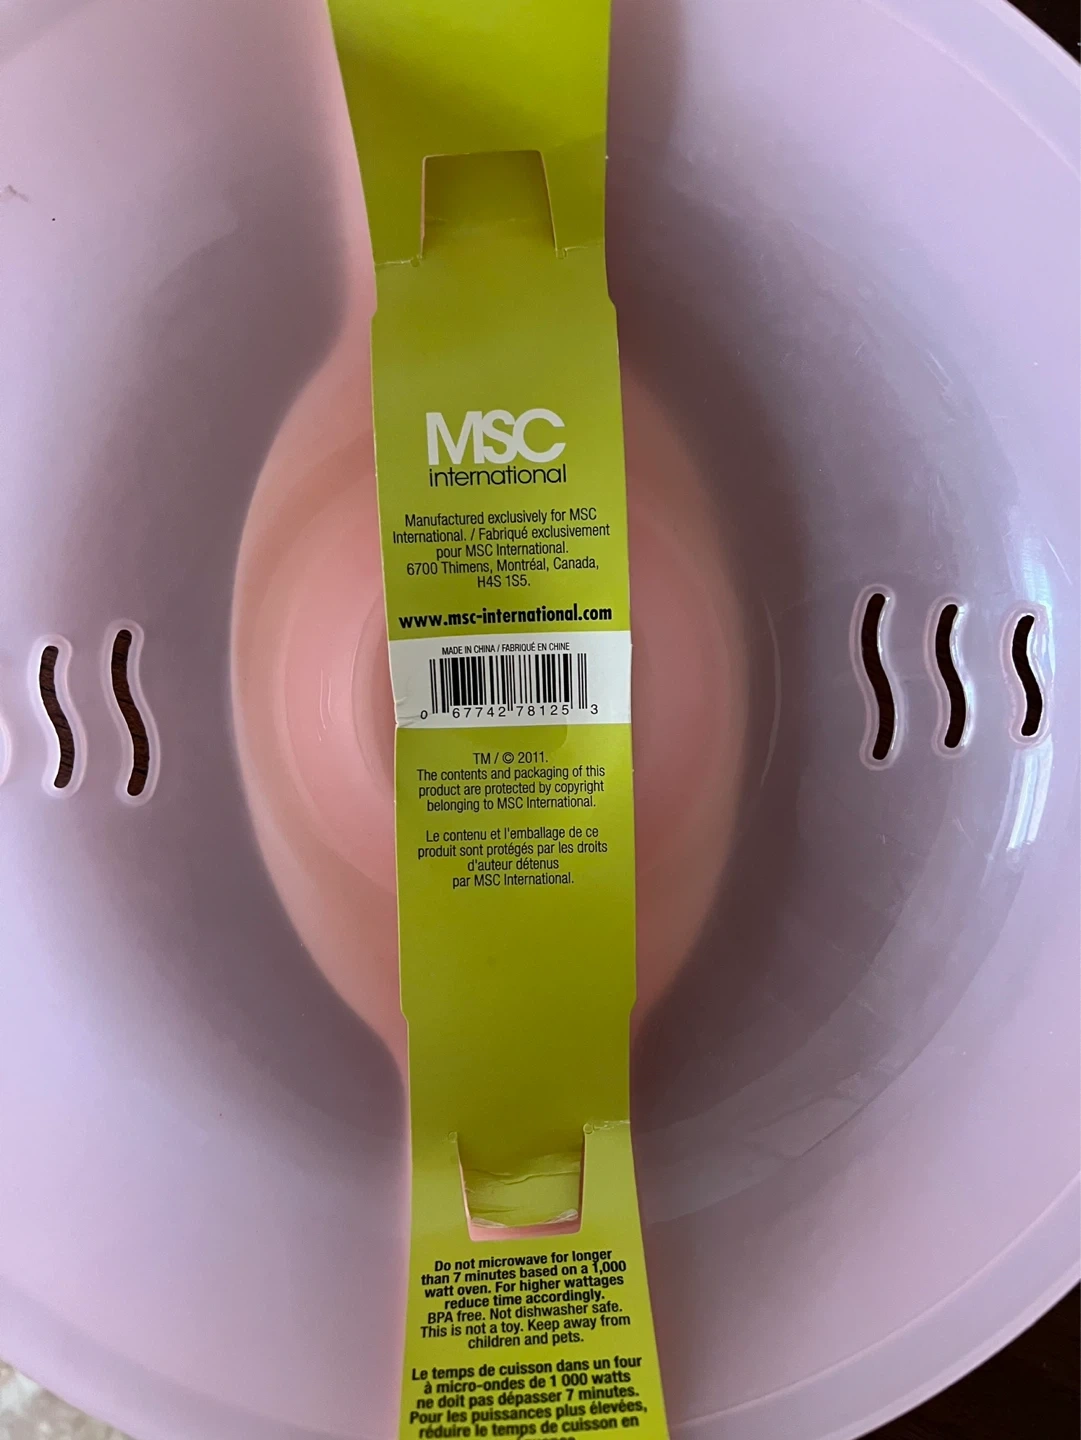 MSC
international
Manufactured exclusively for MSC
International. / Fabriqué exclusivement
pour MSC International.
6700 Thimens, Montréal, Canada,
H4S 1S5.
www.msc-international.com
MADE IN CHINA / FABRIQUÉ EN CHINE
0 67742 78125 3
TM / © 2011.
The contents and packaging of this
product are protected by copyright
belonging to MSC International.
Le contenu et l'emballage de ce
produit sont protégés par les droits
d'auteur détenus
par MSC International.
Do not microwave for longer
than 7 minutes based on a 1,000
watt oven. For higher wattages
reduce time accordingly.
BPA free. Not dishwasher safe.
This is not a toy. Keep away from
children and pets.
Le temps de cuisson dans un four
à micro-ondes de 1 000 watts
ne doit pas dépasser 7 minutes.
Pour les puissances plus élevées,
réduire le temps de cuisson en